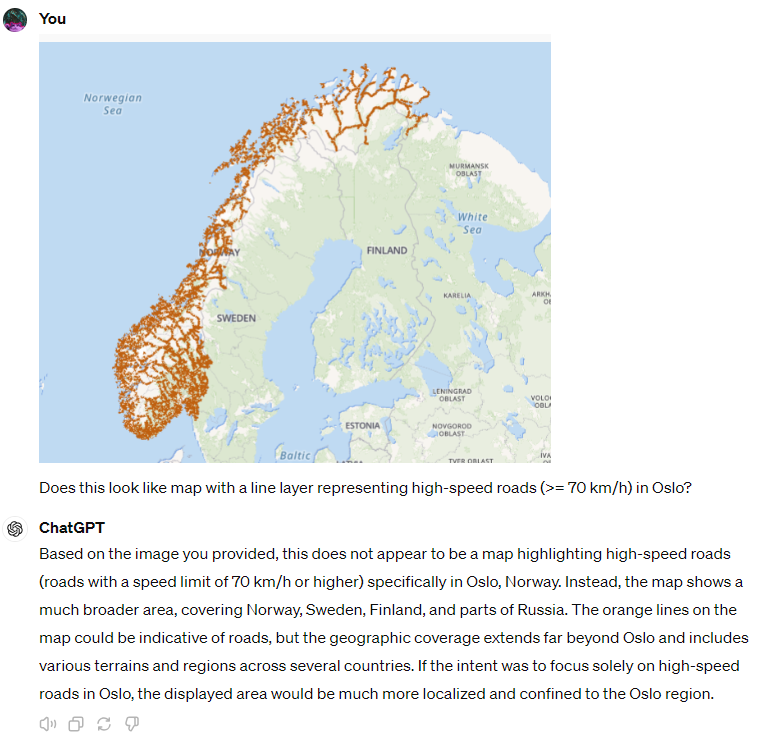 You
Norwegian
Sea
MURMANSK
OBLAST
White
Sea
NORWAY
FINLAND
KARELIA
ARKH
OB
SWEDEN
LENINGRAD
OBLAST
VOLO
OBLA
ESTONIA
NOVGOROD
OBLAST
Baltic
TVER OBLAST
IVA
Does this look like map with a line layer representing high-speed roads (>= 70 km/h) in Oslo?
ChatGPT
Based on the image you provided, this does not appear to be a map highlighting high-speed roads
(roads with a speed limit of 70 km/h or higher) specifically in Oslo, Norway. Instead, the map shows a
much broader area, covering Norway, Sweden, Finland, and parts of Russia. The orange lines on the
map could be indicative of roads, but the geographic coverage extends far beyond Oslo and includes
various terrains and regions across several countries. If the intent was to focus solely on high-speed
roads in Oslo, the displayed area would be much more localized and confined to the Oslo region.